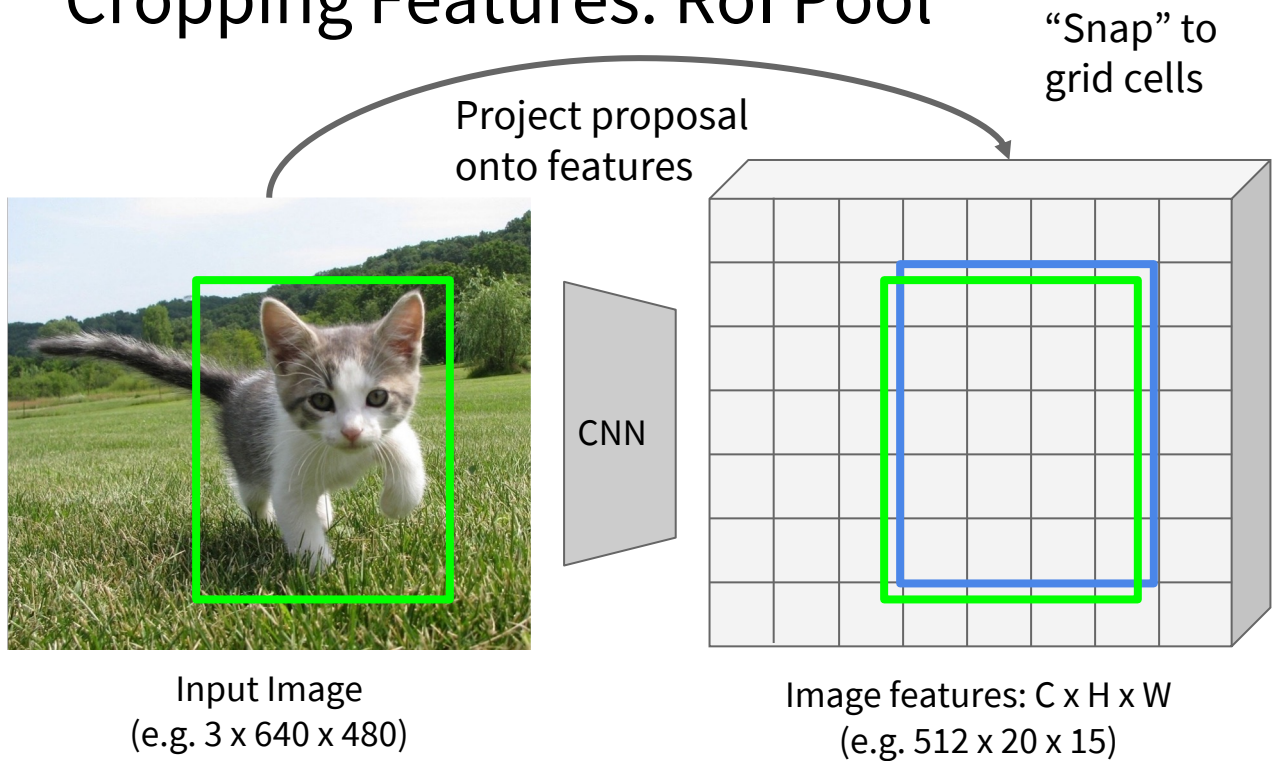 Cropping Features: RoI Pool
"Snap" to
grid cells
Project proposal
onto features
CNN
Input Image
(e.g. 3 x 640 x 480)
Image features: C x H x W
(e.g. 512 x 20 x 15)